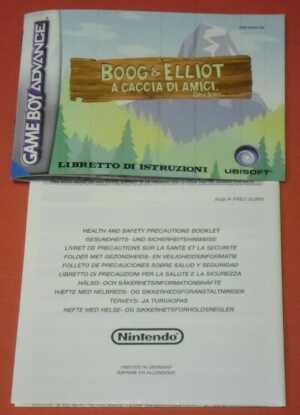 GAME BOY ADVANCE
BOOG & ELLIOT
A CACCIA DI AMICI
LIBRETTO DI ISTRUZIONI
UBISOFT
HEALTH AND SAFETY PRECAUTIONS BOOKLET
GESUNDHEITS- UND SICHERHEITSHINWEISE
LIVRET DE PRECAUTIONS SUR LA SANTE ET LA SECURITE
FOLDER MET GEZONDHEIDS- EN VEILIGHEIDSINFORMATIE
FOLLETO DE PRECAUCIONES SOBRE SALUD Y SEGURIDAD
LIBRETTO DI PRECAUZIONI PER LA SALUTE E LA SICUREZZA
HÄLSO- OCH SÄKERHETSINFORMATIONSHÄFTE
HÆFTE MED HELBREDS- OG SIKKERHEDSFORANSTALTNINGER
TERVEYS- JA TURVAOPAS
HEFTE MED HELSE- OG SIKKERHETSFORHOLDSREGLER
Nintendo
PRINTED IN GERMANY
IMPRIMÉ EN ALLEMAGNE